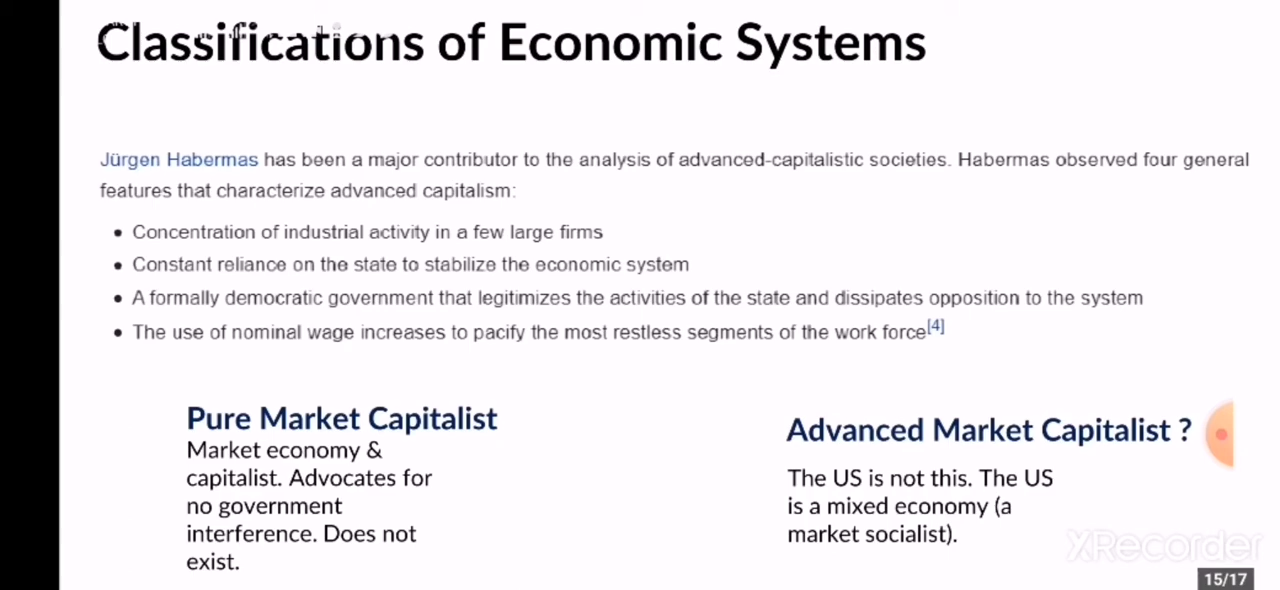 Classifications of Economic Systems
Jürgen Habermas has been a major contributor to the analysis of advanced-capitalistic societies. Habermas observed four general
features that characterize advanced capitalism:
• Concentration of industrial activity in a few large firms
• Constant reliance on the state to stabilize the economic system
• A formally democratic government that legitimizes the activities of the state and dissipates opposition to the system
• The use of nominal wage increases to pacify the most restless segments of the work force[4]
Pure Market Capitalist
Market economy &
capitalist. Advocates for
no government
interference. Does not
exist.
Advanced Market Capitalist ?
The US is not this. The US
is a mixed economy (a
market socialist).
XRecorder
15/17